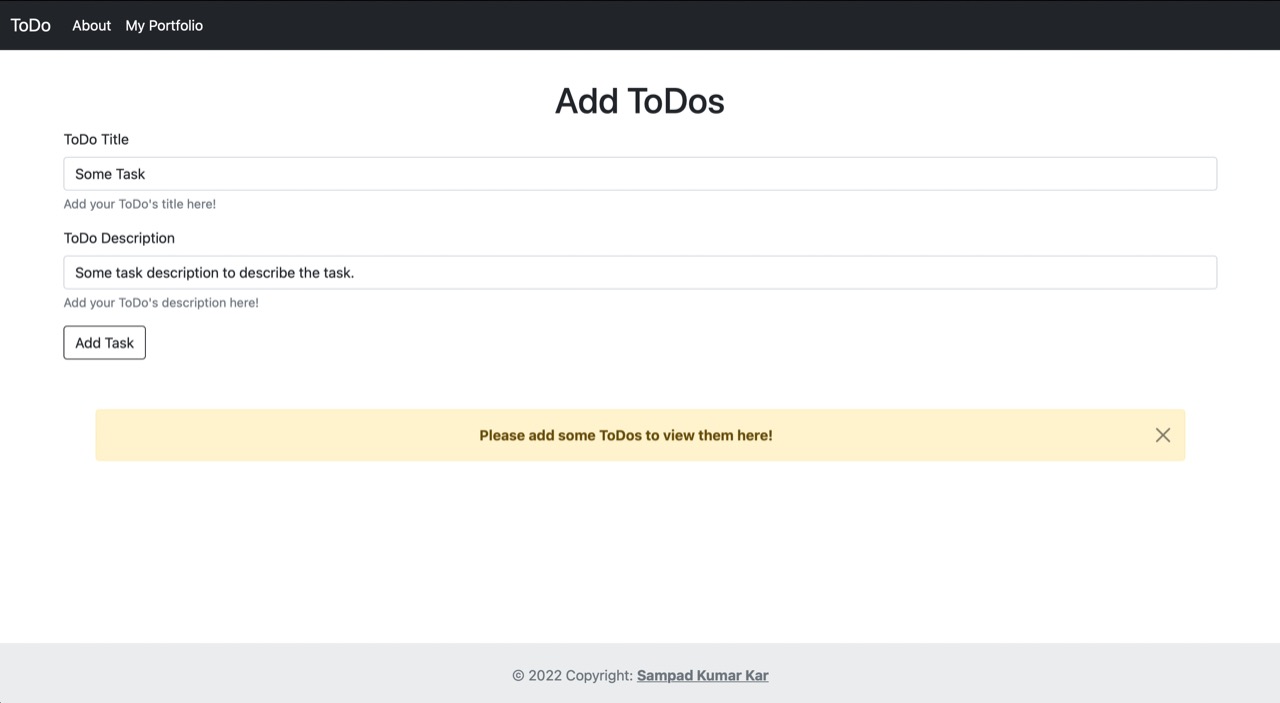 ToDo About My Portfolio
Add ToDos
ToDo Title
Some Task
Add your ToDo's title here!
ToDo Description
Some task description to describe the task.
Add your ToDo's description here!
Add Task
Please add some ToDos to view them here!
© 2022 Copyright: Sampad Kumar Kar